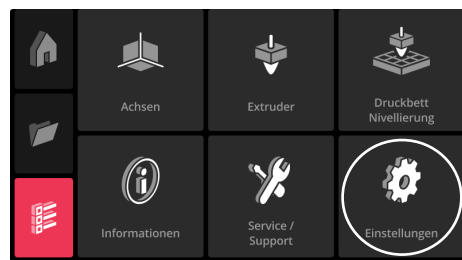 Achsen
Extruder
Druckbett
Nivellierung
Informationen
Service /
Support
Einstellungen